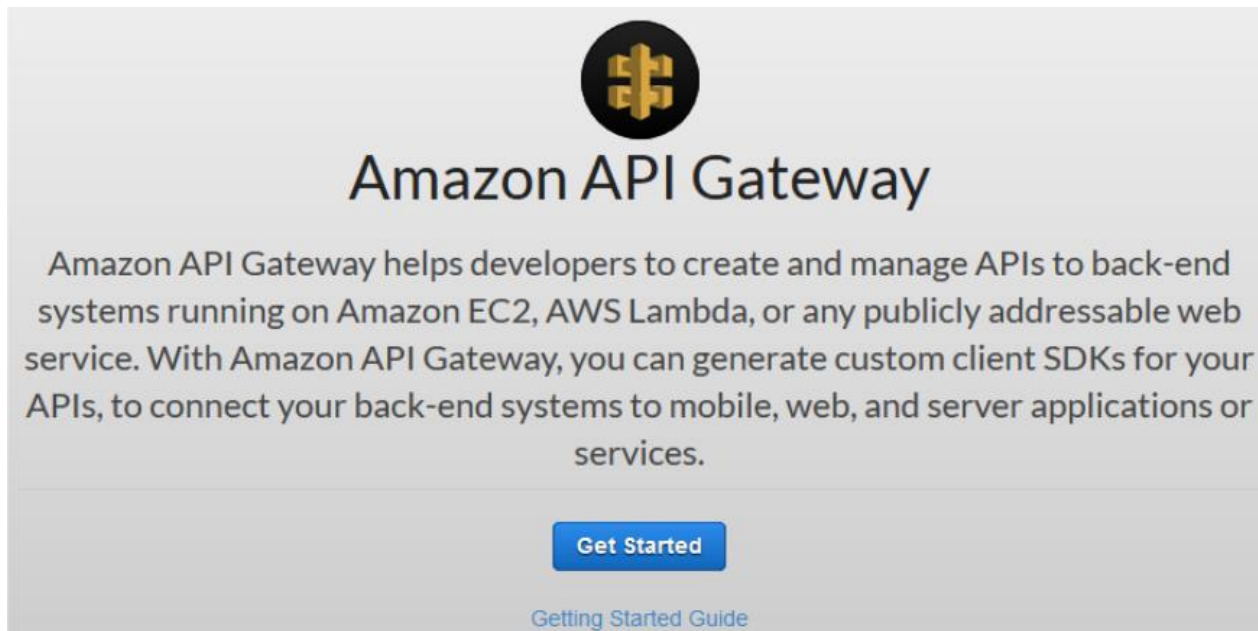 Amazon API Gateway
Amazon API Gateway helps developers to create and manage APIs to back-end
systems running on Amazon EC2, AWS Lambda, or any publicly addressable web
service. With Amazon API Gateway, you can generate custom client SDKs for your
APIs, to connect your back-end systems to mobile, web, and server applications or
services.
Get Started
Getting Started Guide